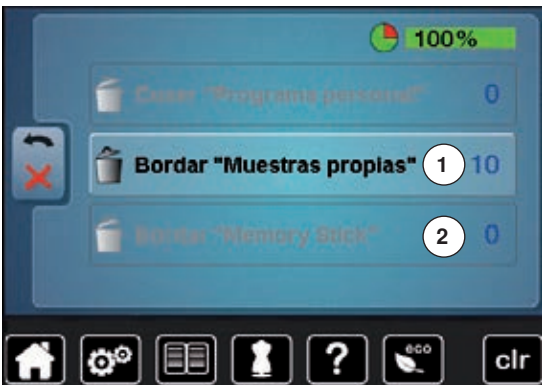 100%
Coser "Programa personal" 0
Bordar "Muestras propias" 1 10
Bordar "Memory Stick" 2 0
? eco clr